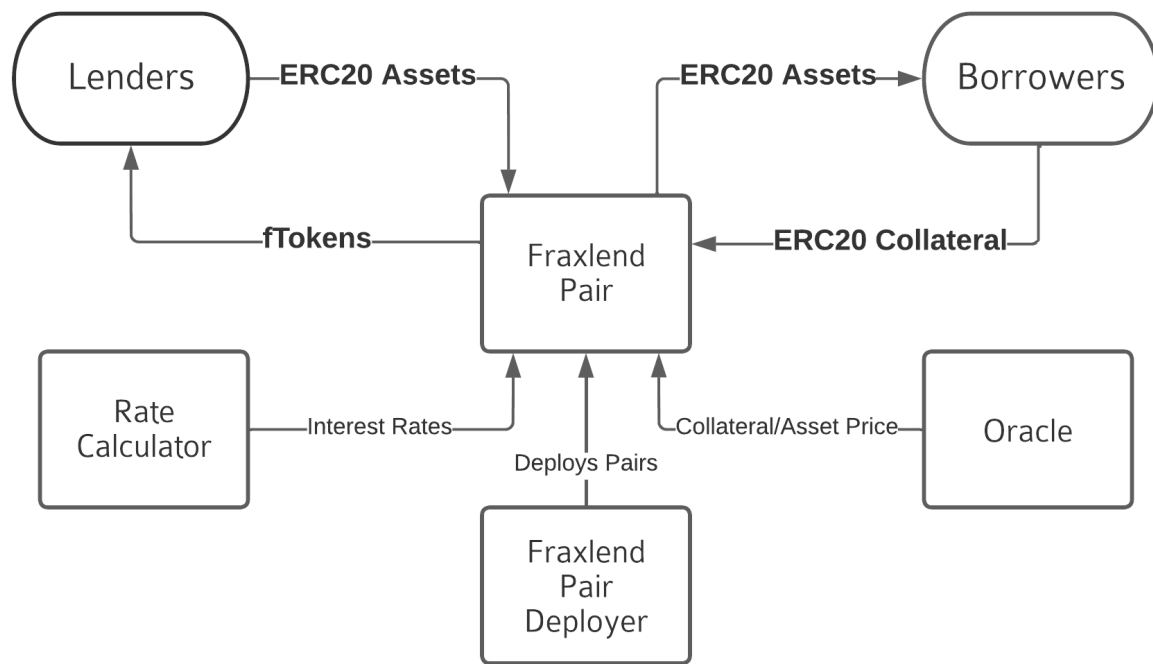 Lenders
ERC20 Assets
ERC20 Assets
Borrowers
fTokens
Fraxlend
Pair
ERC20 Collateral
Rate
Calculator
Interest Rates
Collateral/Asset Price
Oracle
Deploys Pairs
Fraxlend
Pair
Deployer